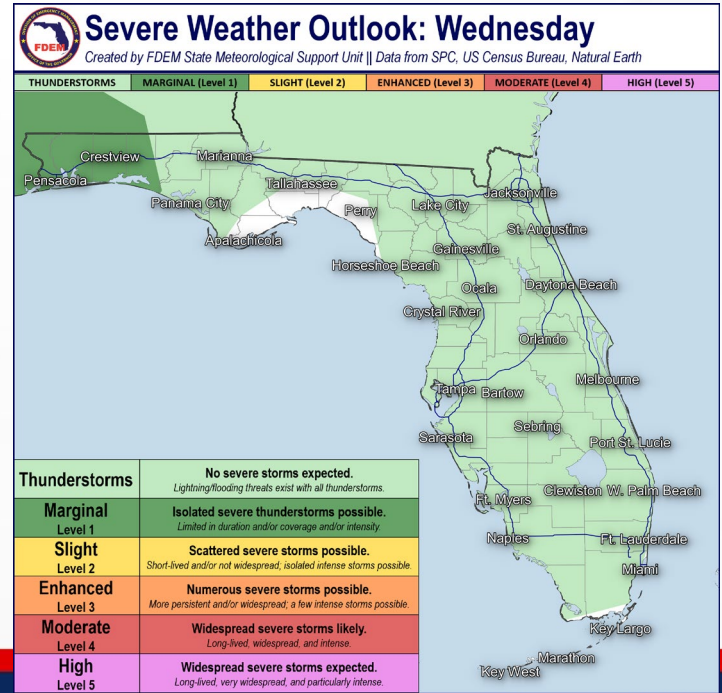 Severe Weather Outlook: Wednesday
FDEM
Created by FDEM State Meteorological Support Unit || Data from SPC, US Census Bureau, Natural Earth
THUNDERSTORMS MARGINAL (Level 1) SLIGHT (Level 2) ENHANCED (Level 3) MODERATE (Level 4) HIGH (Level 5)
Crestview
Marianna
Pensacola
Tallahassee
Jacksonville
Panama City
Perry
Lake City
St. Augustine
Apalachicola
Gainesville
Horseshoe Beach
Ocala
Daytona Beach
Crystal River
Orlando
Melbourne
Tampa
Bartow
Sebring
Sarasota
Port St. Lucie
Ft. Myers
Clewiston
W. Palm Beach
Naples
Ft. Lauderdale
Miami
Key Largo
Marathon
Key West
Thunderstorms
No severe storms expected.
Lightning/flooding threats exist with all thunderstorms.
Marginal
Level 1
Isolated severe thunderstorms possible.
Limited in duration and/or coverage and/or intensity.
Slight
Level 2
Scattered severe storms possible.
Short-lived and/or not widespread; isolated intense storms possible.
Enhanced
Level 3
Numerous severe storms possible.
More persistent and/or widespread; a few intense storms possible.
Moderate
Level 4
Widespread severe storms likely.
Long-lived, widespread, and intense.
High
Level 5
Widespread severe storms expected.
Long-lived, very widespread, and particularly intense.